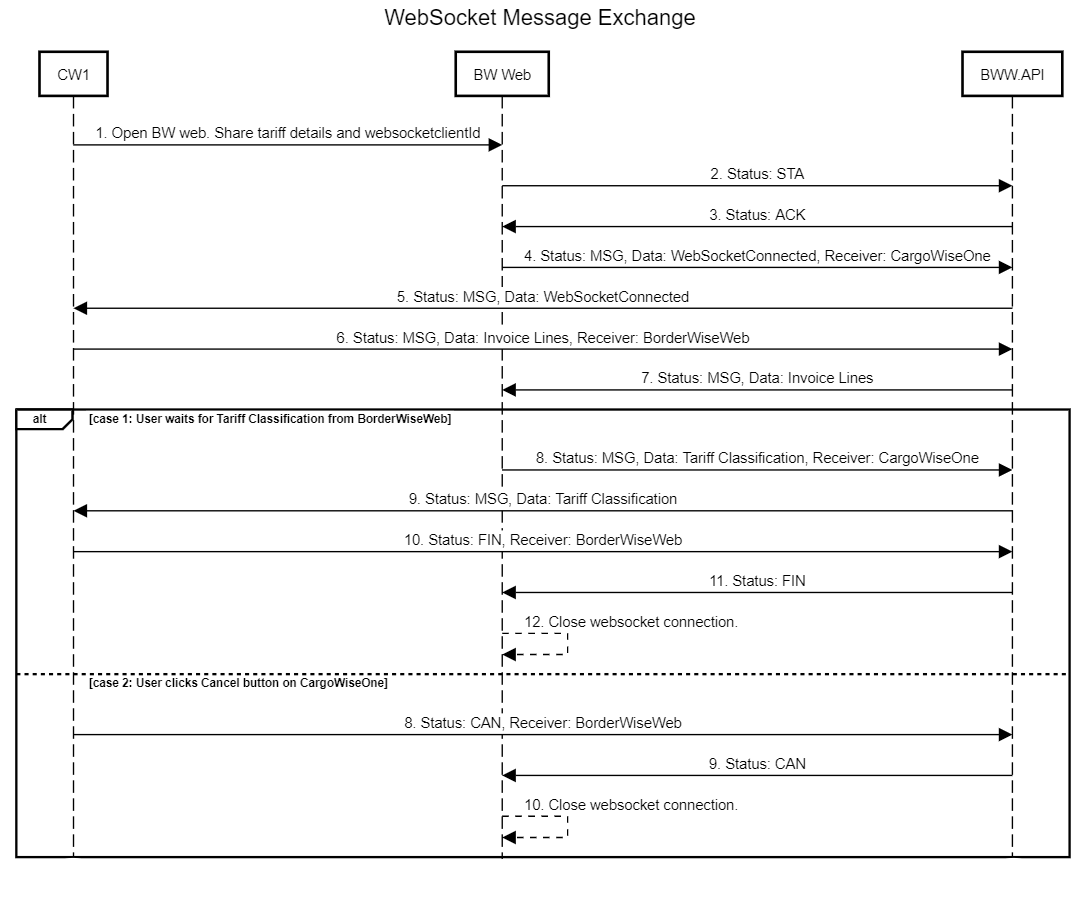 WebSocket Message Exchange
CW1
BW Web
BWW.API
1. Open BW web. Share tariff details and websocketclientId
2. Status: STA
3. Status: ACK
4. Status: MSG, Data: WebSocketConnected, Receiver: CargoWiseOne
5. Status: MSG, Data: WebSocketConnected
6. Status: MSG, Data: Invoice Lines, Receiver: BorderWiseWeb
7. Status: MSG, Data: Invoice Lines
alt
[case 1: User waits for Tariff Classification from BorderWiseWeb]
8. Status: MSG, Data: Tariff Classification, Receiver: CargoWiseOne
9. Status: MSG, Data: Tariff Classification
10. Status: FIN, Receiver: BorderWiseWeb
11. Status: FIN
12. Close websocket connection.
[case 2: User clicks Cancel button on CargoWiseOne]
8. Status: CAN, Receiver: BorderWiseWeb
9. Status: CAN
10. Close websocket connection.